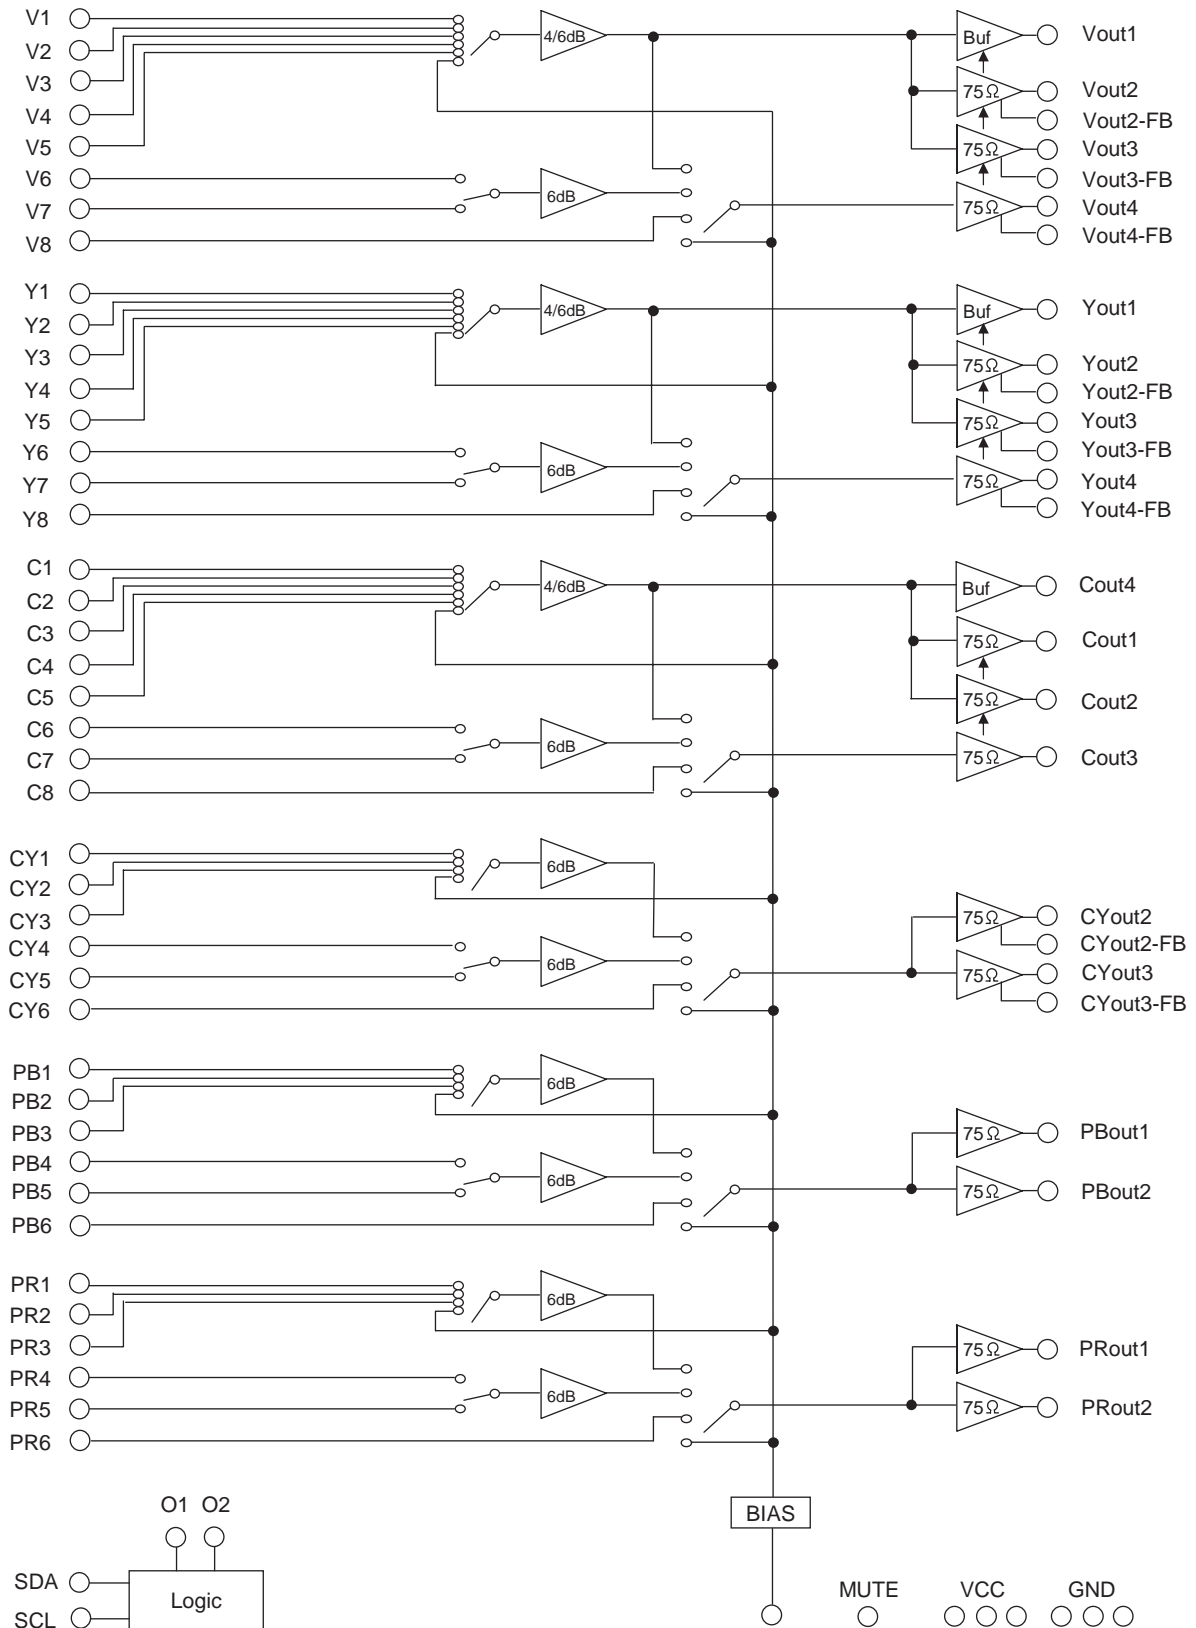 V1
V2
V3
V4
V5
V6
V7
V8
4/6dB
6dB
Buf
75Ω
75Ω
75Ω
Vout1
Vout2
Vout2-FB
Vout3
Vout3-FB
Vout4
Vout4-FB
Y1
Y2
Y3
Y4
Y5
Y6
Y7
Y8
4/6dB
6dB
Buf
75Ω
75Ω
75Ω
Yout1
Yout2
Yout2-FB
Yout3
Yout3-FB
Yout4
Yout4-FB
C1
C2
C3
C4
C5
C6
C7
C8
4/6dB
6dB
Buf
75Ω
75Ω
75Ω
Cout4
Cout1
Cout2
Cout3
CY1
CY2
CY3
CY4
CY5
CY6
6dB
6dB
75Ω
75Ω
CYout2
CYout2-FB
CYout3
CYout3-FB
PB1
PB2
PB3
PB4
PB5
PB6
6dB
6dB
75Ω
75Ω
PBout1
PBout2
PR1
PR2
PR3
PR4
PR5
PR6
6dB
6dB
75Ω
75Ω
PRout1
PRout2
BIAS
O1 O2
SDA
SCL
Logic
MUTE
VCC
GND